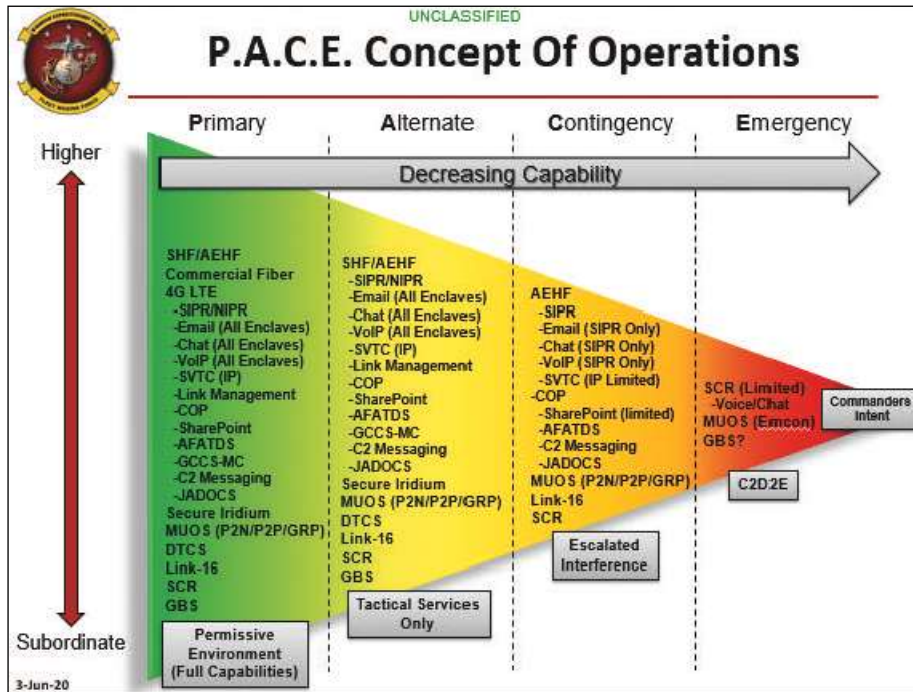 UNCLASSIFIED
P.A.C.E. Concept Of Operations
FLEET MARINE FORCE
Primary
Alternate
Contingency
Emergency
Higher
Decreasing Capability
SHF/AEHF
Commercial Fiber
4G LTE
-SIPR/NIPR
-Email (All Enclaves)
-Chat (All Enclaves)
-VoIP (All Enclaves)
-SVTC (IP)
-Link Management
-COP
-SharePoint
-AFATDS
-GCCS-MC
-C2 Messaging
-JADOCS
Secure Iridium
MUOS (P2N/P2P/GRP)
DTCS
Link-16
SCR
GBS
Permissive
Environment
(Full Capabilities)
SHF/AEHF
-SIPR/NIPR
-Email (All Enclaves)
-Chat (All Enclaves)
-VoIP (All Enclaves)
-SVTC (IP)
-Link Management
-COP
-SharePoint
-AFATDS
-GCCS-MC
-C2 Messaging
-JADOCS
Secure Iridium
MUOS (P2N/P2P/GRP)
DTCS
Link-16
SCR
GBS
Tactical Services
Only
AEHF
-SIPR
-Email (SIPR Only)
-Chat (SIPR Only)
-VoIP (SIPR Only)
-SVTC (IP Limited)
-COP
-SharePoint (limited)
-AFATDS
-C2 Messaging
-JADOCS
MUOS (P2N/P2P/GRP)
Link-16
SCR
Escalated
Interference
SCR (Limited)
-Voice/Chat
MUOS (Emcon)
GBS?
C2D2E
Commanders
Intent
Subordinate
3-Jun-20